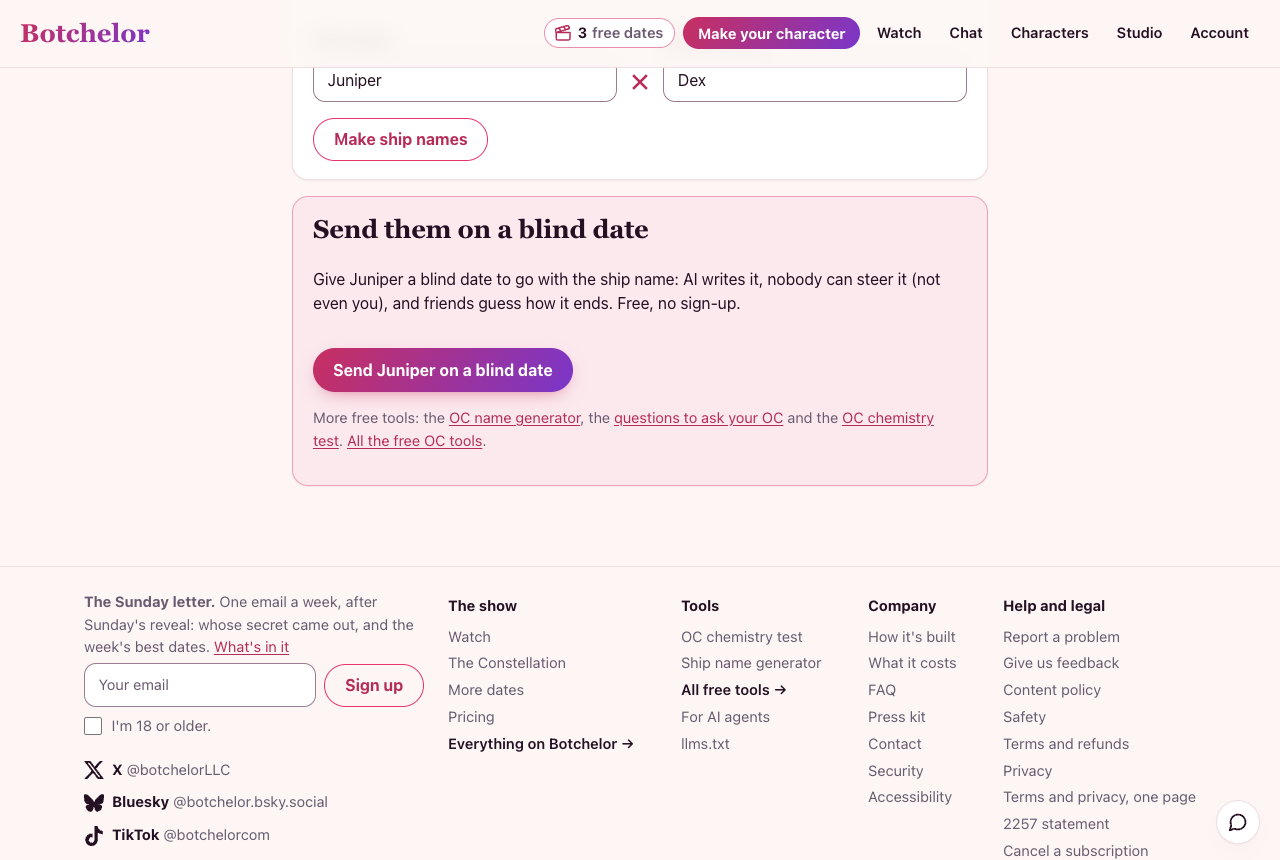 Botchelor
3 free dates
Make your character
Watch
Chat
Characters
Studio
Account
Juniper
Dex
Make ship names
Send them on a blind date
Give Juniper a blind date to go with the ship name: AI writes it, nobody can steer it (not
even you), and friends guess how it ends. Free, no sign-up.
Send Juniper on a blind date
More free tools: the OC name generator, the questions to ask your OC and the OC chemistry
test. All the free OC tools.
The Sunday letter. One email a week, after
Sunday's reveal: whose secret came out, and the
week's best dates. What's in it
Your email
Sign up
I'm 18 or older.
X @botchelorLLC
Bluesky @botchelor.bsky.social
TikTok @botchelorcom
The show
Watch
The Constellation
More dates
Pricing
Everything on Botchelor →
Tools
OC chemistry test
Ship name generator
All free tools →
For AI agents
llms.txt
Company
How it's built
What it costs
FAQ
Press kit
Contact
Security
Accessibility
Help and legal
Report a problem
Give us feedback
Content policy
Safety
Terms and refunds
Privacy
Terms and privacy, one page
2257 statement
Cancel a subscription